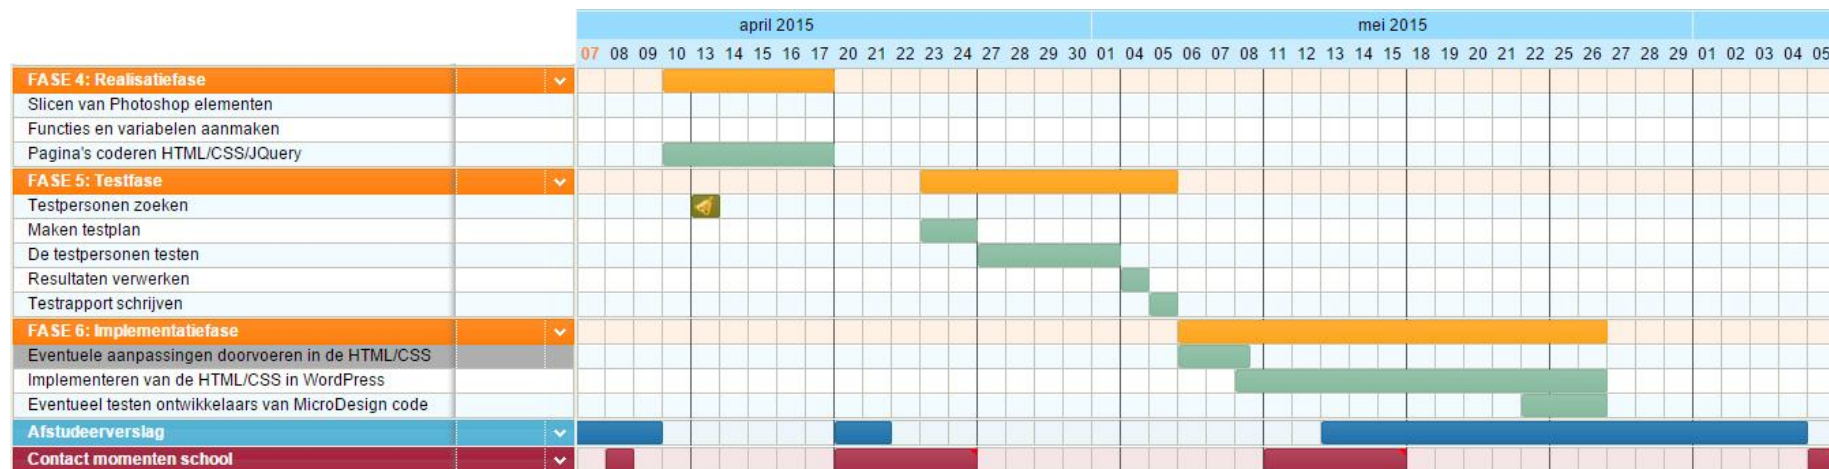 april 2015 mei 2015
07 08 09 10 13 14 15 16 17 20 21 22 23 24 27 28 29 30 01 04 05 06 07 08 11 12 13 14 15 18 19 20 21 22 25 26 27 28 29 01 02 03 04 05
FASE 4: Realisatiefase
Slicen van Photoshop elementen
Functies en variabelen aanmaken
Pagina's coderen HTML/CSS/JQuery
FASE 5: Testfase
Testpersonen zoeken
Maken testplan
De testpersonen testen
Resultaten verwerken
Testrapport schrijven
FASE 6: Implementatiefase
Eventuele aanpassingen doorvoeren in de HTML/CSS
Implementeren van de HTML/CSS in WordPress
Eventueel testen ontwikkelaars van MicroDesign code
Afstudeerverslag
Contact momenten school